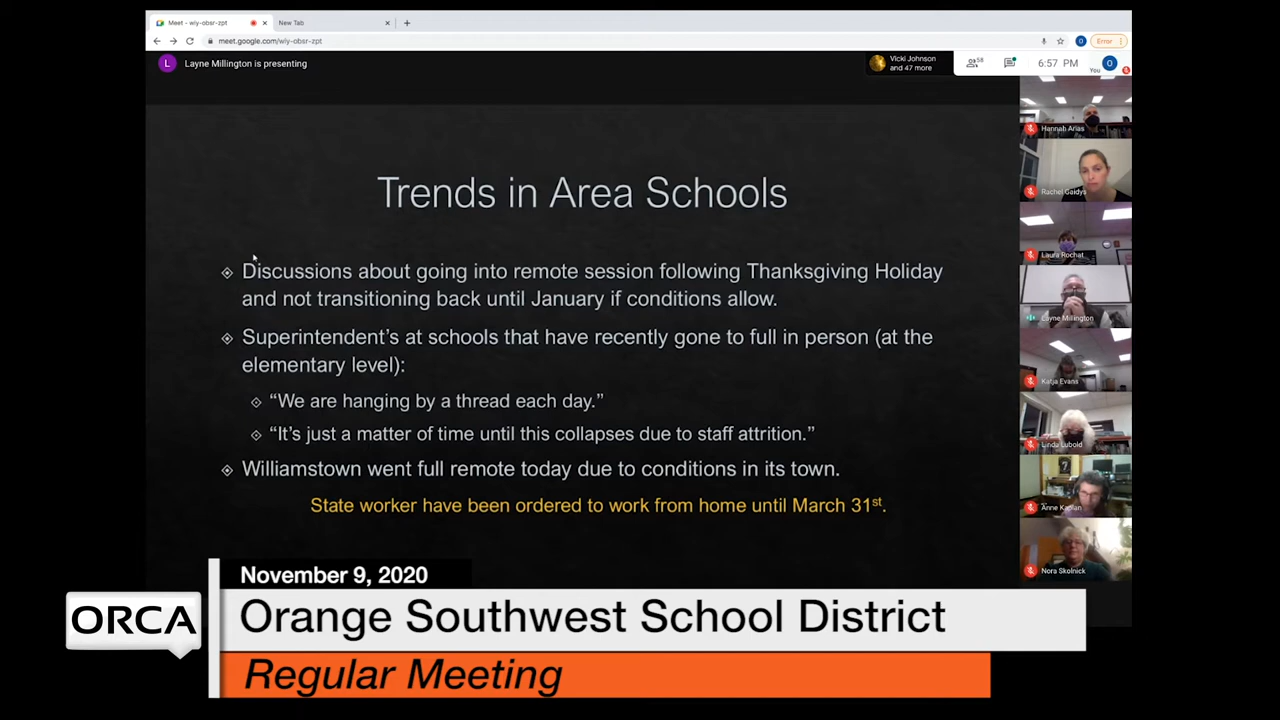 Meet - wiy-obsr-zpt
New Tab
meet.google.com/wiy-obsr-zpt
Error
L
Layne Millington is presenting
Vicki Johnson
and 47 more
58
6:57 PM
You
O
Trends in Area Schools
Discussions about going into remote session following Thanksgiving Holiday
and not transitioning back until January if conditions allow.
Superintendent's at schools that have recently gone to full in person (at the
elementary level):
"We are hanging by a thread each day."
"It's just a matter of time until this collapses due to staff attrition."
Williamstown went full remote today due to conditions in its town.
State worker have been ordered to work from home until March 31st.
Hannah Arias
Rachel Gaidys
Laura Rochat
Layne Millington
Katja Evans
Linda Lubold
Anne Kaplan
Nora Skolnick
November 9, 2020
ORCA
Orange Southwest School District
Regular Meeting